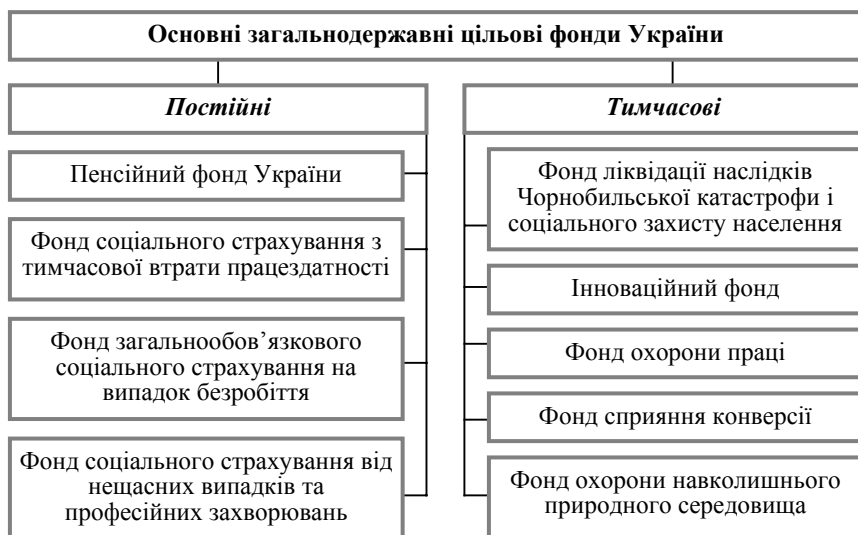 Основні загальнодержавні цільові фонди України
Постійні
Пенсійний фонд України
Фонд соціального страхування з
тимчасової втрати працездатності
Фонд загальнообов’язкового
соціального страхування на
випадок безробіття
Фонд соціального страхування від
нещасних випадків та
професійних захворювань
Тимчасові
Фонд ліквідації наслідків
Чорнобильської катастрофи і
соціального захисту населення
Інноваційний фонд
Фонд охорони праці
Фонд сприяння конверсії
Фонд охорони навколишнього
природного середовища